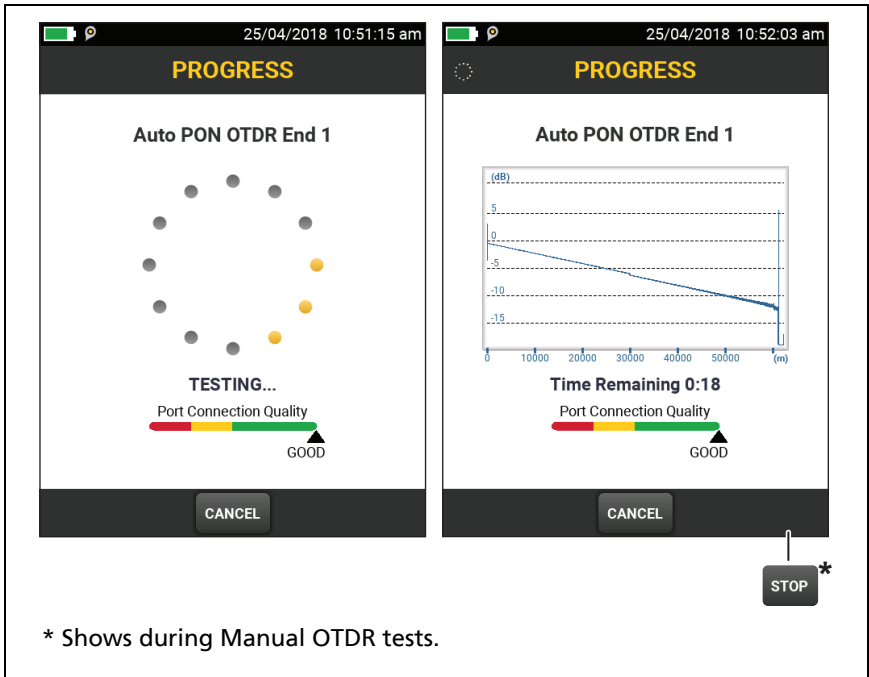 25/04/2018 10:51:15 am
PROGRESS
Auto PON OTDR End 1
TESTING...
Port Connection Quality
GOOD
CANCEL
25/04/2018 10:52:03 am
PROGRESS
Auto PON OTDR End 1
(dB)
5
0
-5
-10
-15
0 10000 20000 30000 40000 50000 (m)
Time Remaining 0:18
Port Connection Quality
GOOD
CANCEL
STOP *
* Shows during Manual OTDR tests.